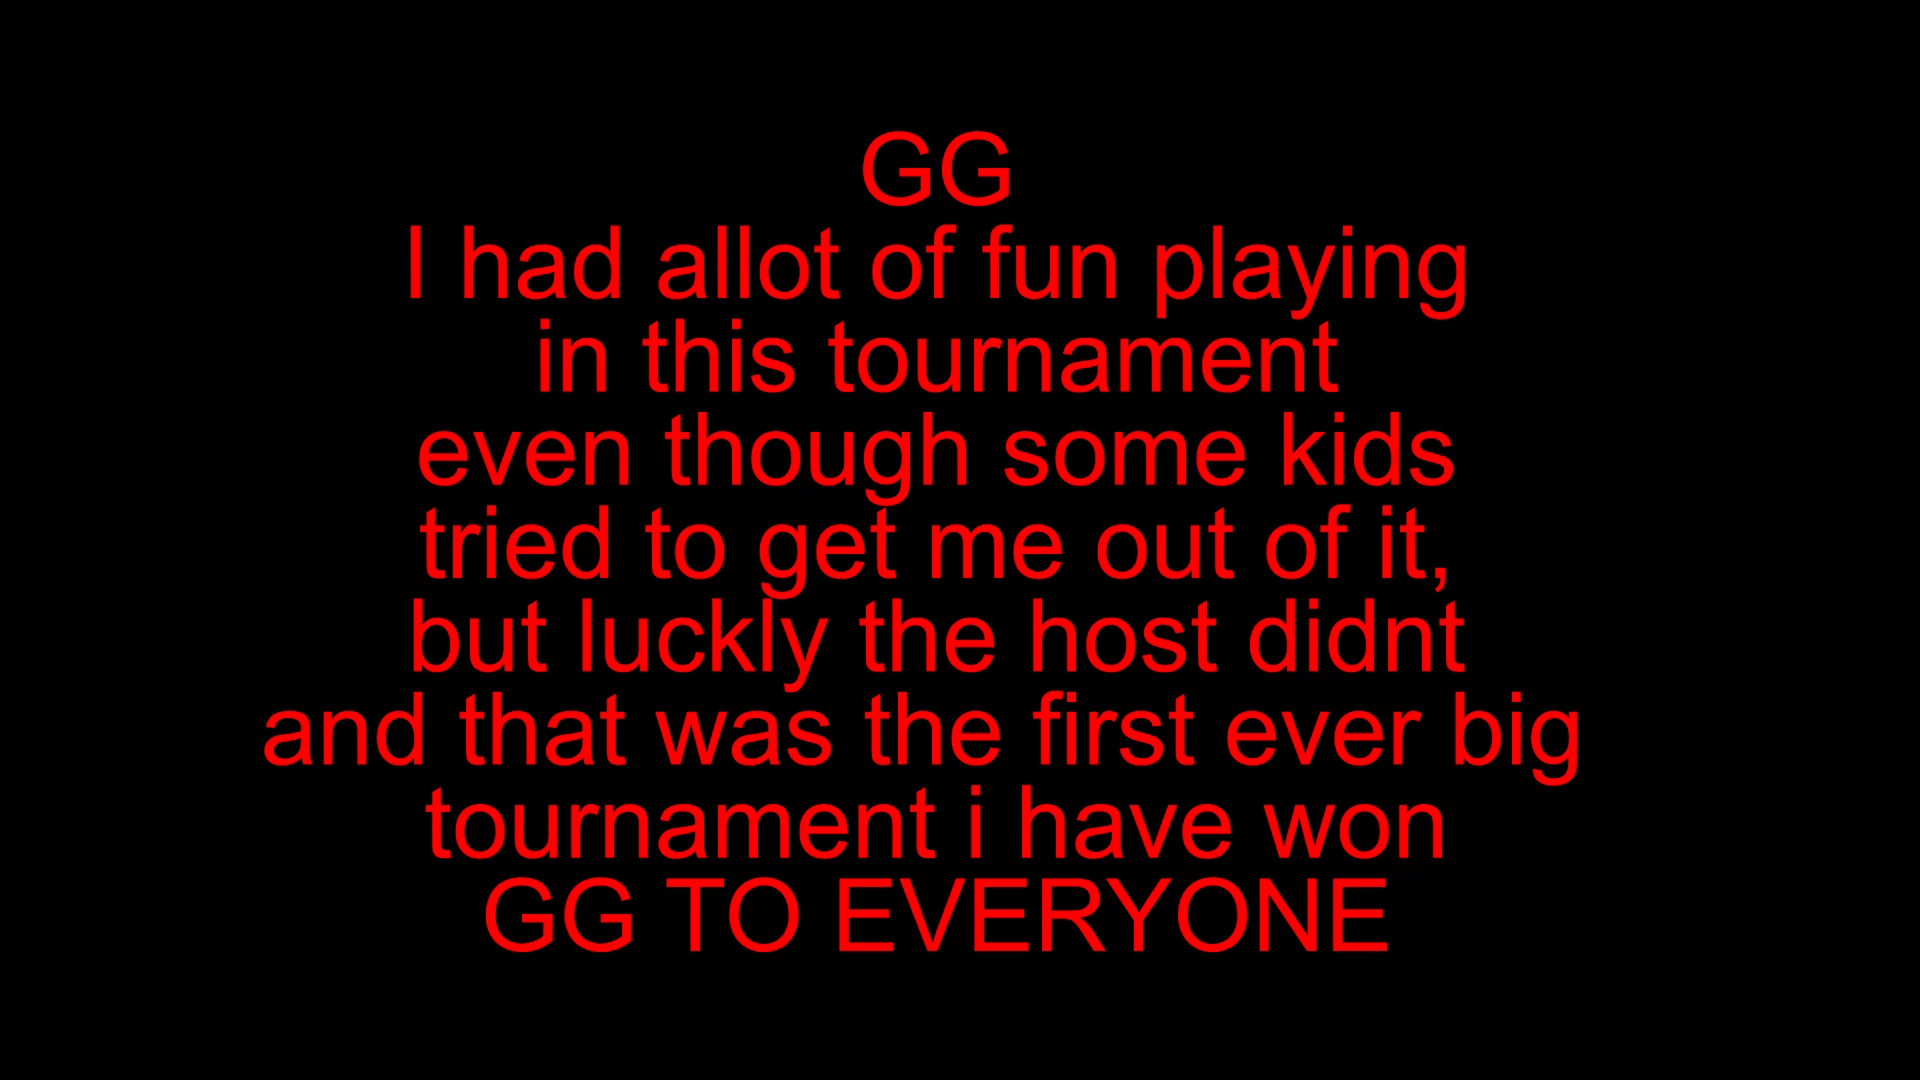 GG
I had allot of fun playing
in this tournament
even though some kids
tried to get me out of it,
but luckly the host didnt
and that was the first ever big
tournament i have won
GG TO EVERYONE